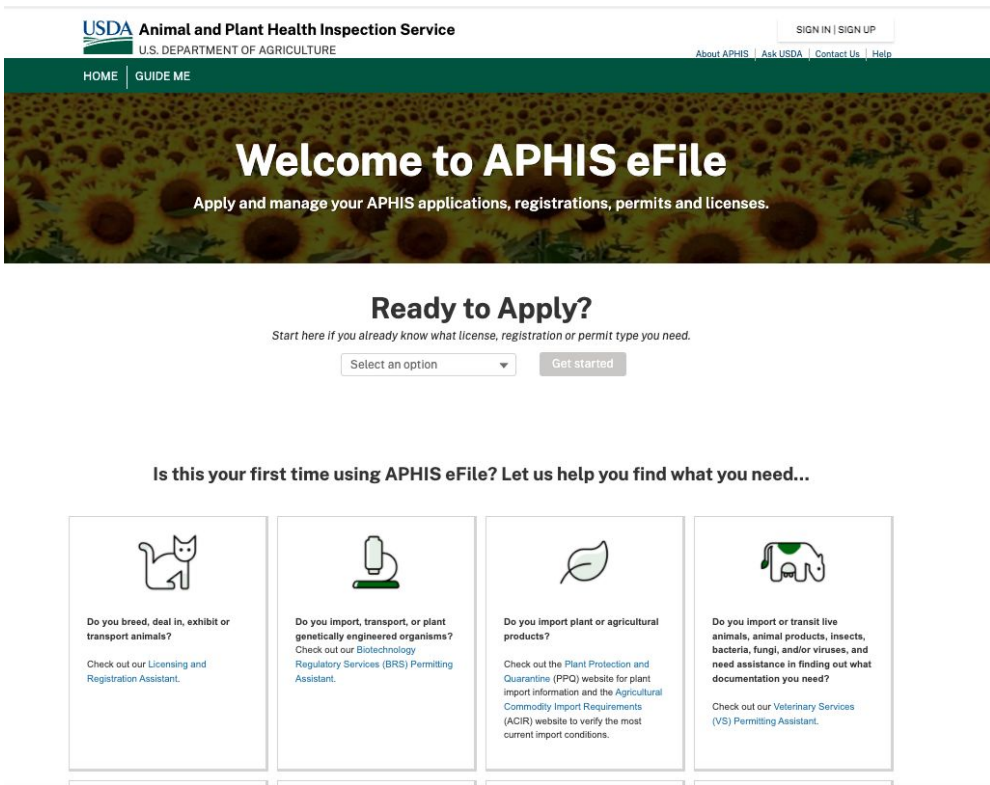 USDA Animal and Plant Health Inspection Service
U.S. DEPARTMENT OF AGRICULTURE
SIGN IN | SIGN UP
About APHIS | Ask USDA | Contact Us | Help
HOME | GUIDE ME
Welcome to APHIS eFile
Apply and manage your APHIS applications, registrations, permits and licenses.
Ready to Apply?
Start here if you already know what license, registration or permit type you need.
Select an option
Get started
Is this your first time using APHIS eFile? Let us help you find what you need...
Do you breed, deal in, exhibit or
transport animals?
Check out our Licensing and
Registration Assistant.
Do you import, transport, or plant
genetically engineered organisms?
Check out our Biotechnology
Regulatory Services (BRS) Permitting
Assistant.
Do you import plant or agricultural
products?
Check out the Plant Protection and
Quarantine (PPQ) website for plant
import information and the Agricultural
Commodity Import Requirements
(ACIR) website to verify the most
current import conditions.
Do you import or transit live
animals, animal products, insects,
bacteria, fungi, and/or viruses, and
need assistance in finding out what
documentation you need?
Check out our Veterinary Services
(VS) Permitting Assistant.